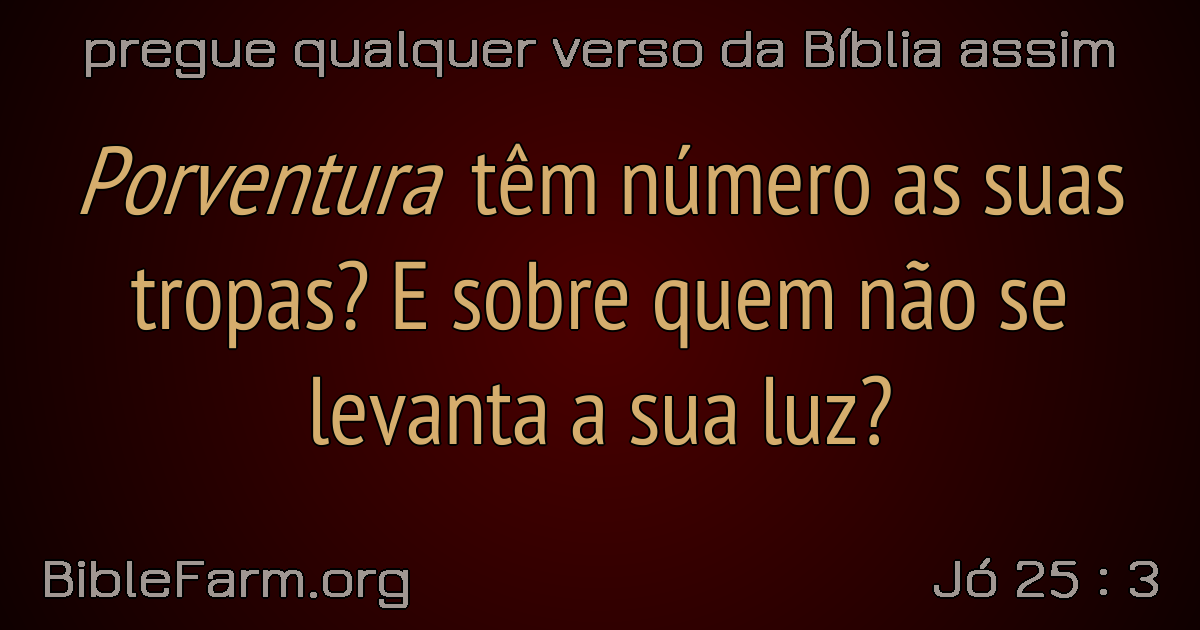 pregue qualquer verso da Bíblia assim
Porventura têm número as suas
tropas? E sobre quem não se
levanta a sua luz?
BibleFarm.org
Jó 25 : 3